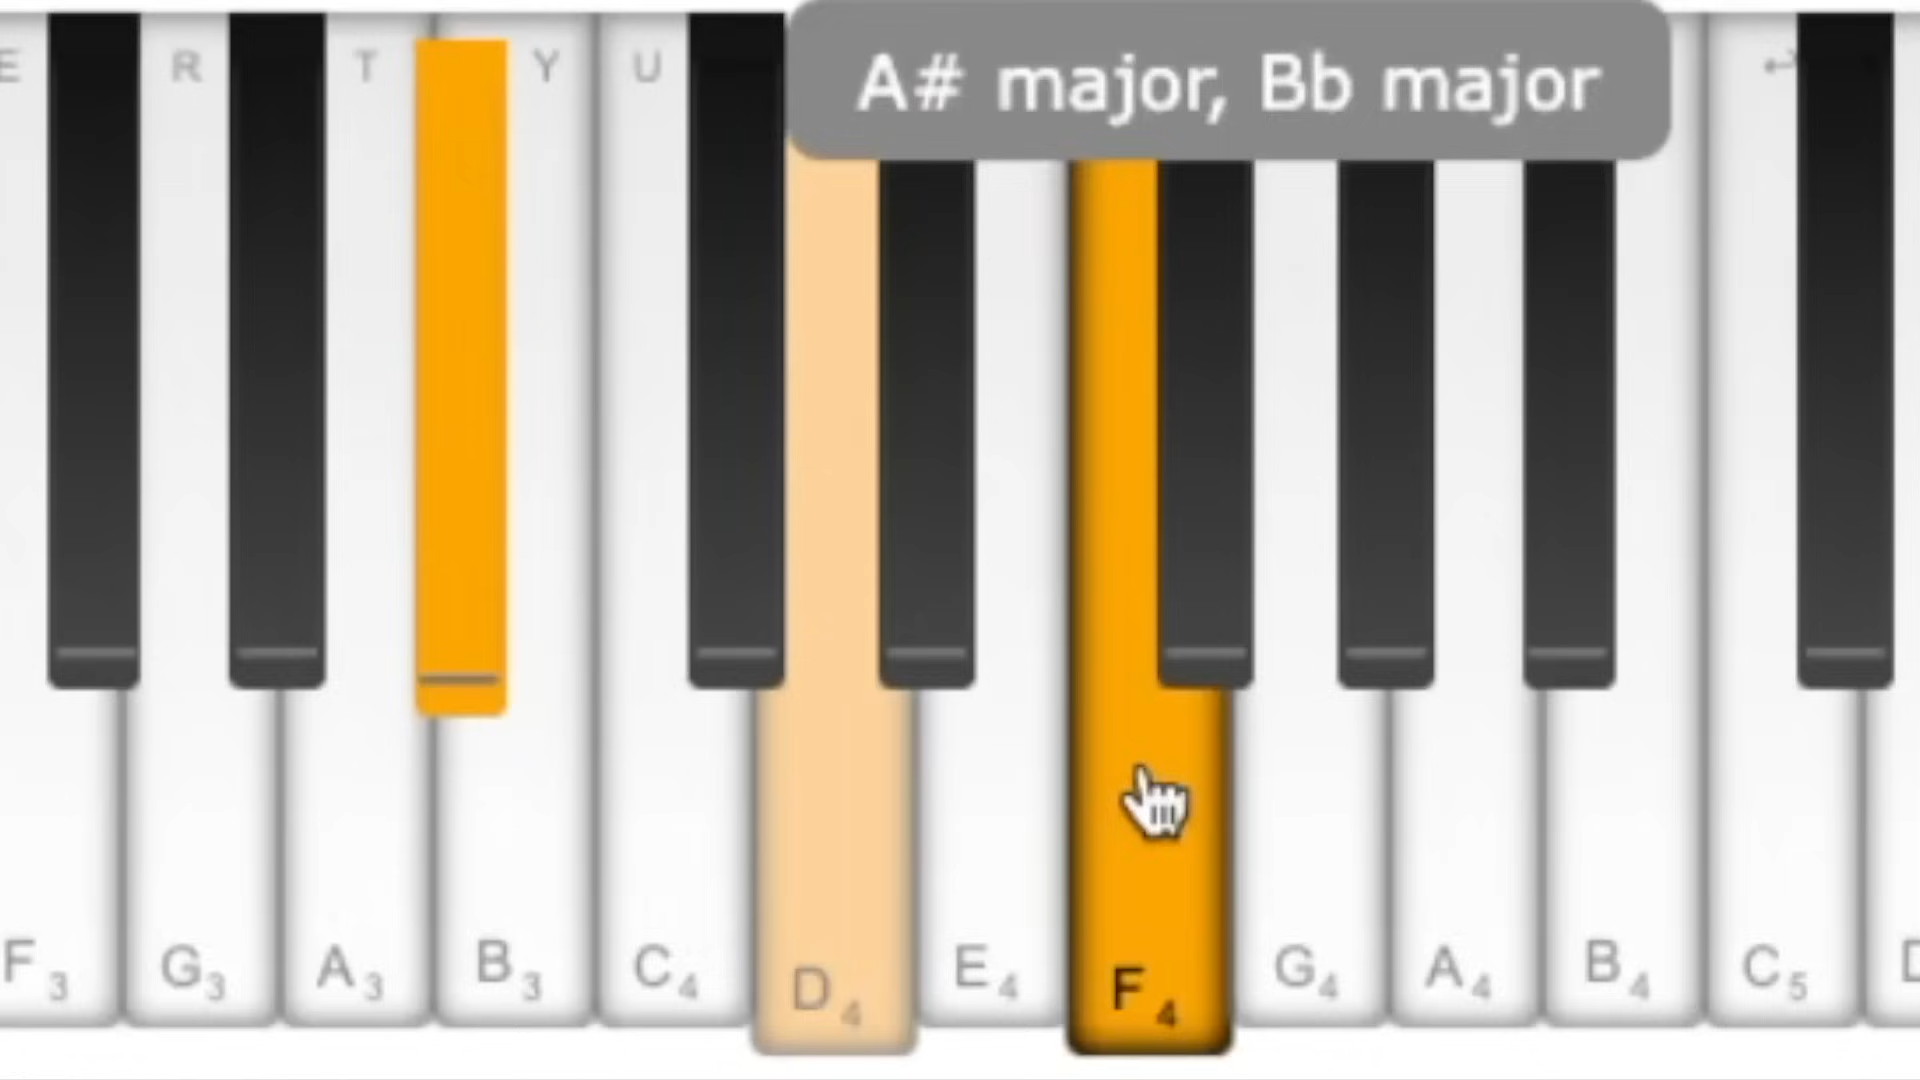 E R T Y U ↵
A# major, Bb major
F3 G3 A3 B3 C4 D4 E4 F4 G4 A4 B4 C5